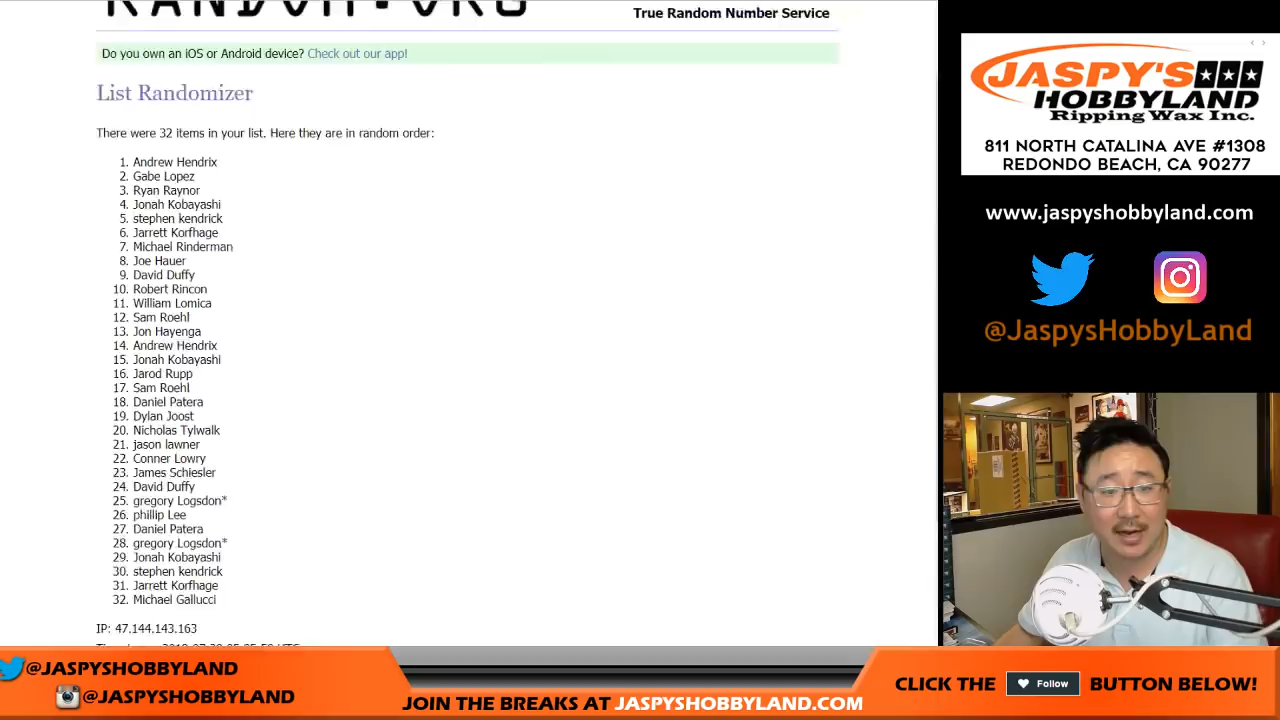 RANDOM.ORG
True Random Number Service
Do you own an iOS or Android device? Check out our app!
List Randomizer
There were 32 items in your list. Here they are in random order:
1. Andrew Hendrix
2. Gabe Lopez
3. Ryan Raynor
4. Jonah Kobayashi
5. stephen kendrick
6. Jarrett Korfhage
7. Michael Rinderman
8. Joe Hauer
9. David Duffy
10. Robert Rincon
11. William Lomica
12. Sam Roehl
13. Jon Hayenga
14. Andrew Hendrix
15. Jonah Kobayashi
16. Jarod Rupp
17. Sam Roehl
18. Daniel Patera
19. Dylan Joost
20. Nicholas Tylwalk
21. jason lawner
22. Conner Lowry
23. James Schiesler
24. David Duffy
25. gregory Logsdon*
26. phillip Lee
27. Daniel Patera
28. gregory Logsdon*
29. Jonah Kobayashi
30. stephen kendrick
31. Jarrett Korfhage
32. Michael Gallucci
IP: 47.144.143.163
JASPY'S
HOBBYLAND
Ripping Wax Inc.
811 NORTH CATALINA AVE #1308
REDONDO BEACH, CA 90277
www.jaspyshobbyland.com
@JaspysHobbyLand
@JASPYSHOBBYLAND
@JASPYSHOBBYLAND
JOIN THE BREAKS AT JASPYSHOBBYLAND.COM
CLICK THE Follow BUTTON BELOW!